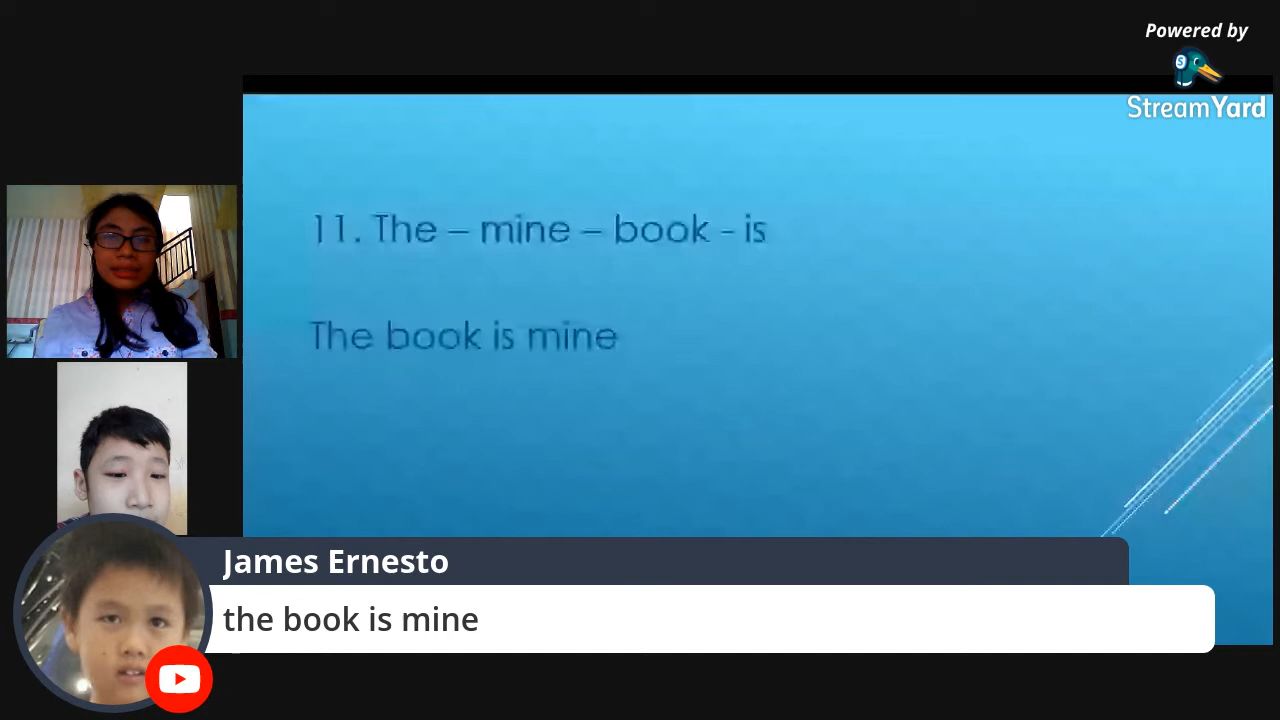 Powered by
StreamYard
11. The – mine – book - is
The book is mine
James Ernesto
the book is mine